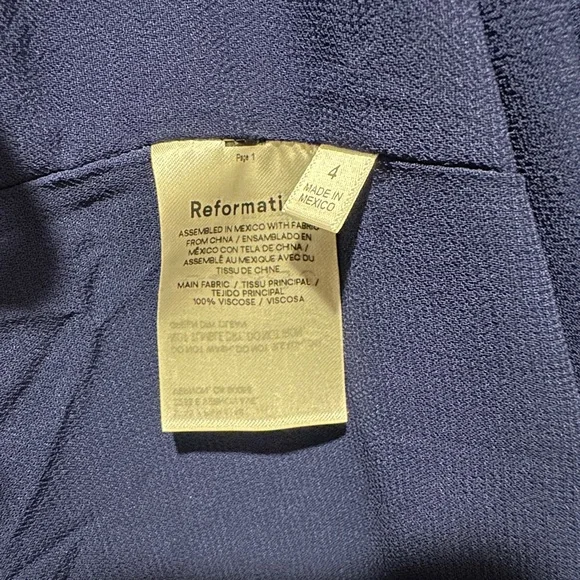 Page 1
4
MADE IN
MEXICO
Reformati
ASSEMBLED IN MEXICO WITH FABRIC
FROM CHINA / ENSAMBLADO EN
MÉXICO CON TELA DE CHINA /
ASSEMBLÉ AU MEXIQUE AVEC DU
TISSU DE CHINE
MAIN FABRIC / TISSU PRINCIPAL /
TEJIDO PRINCIPAL
100% VISCOSE / VISCOSA